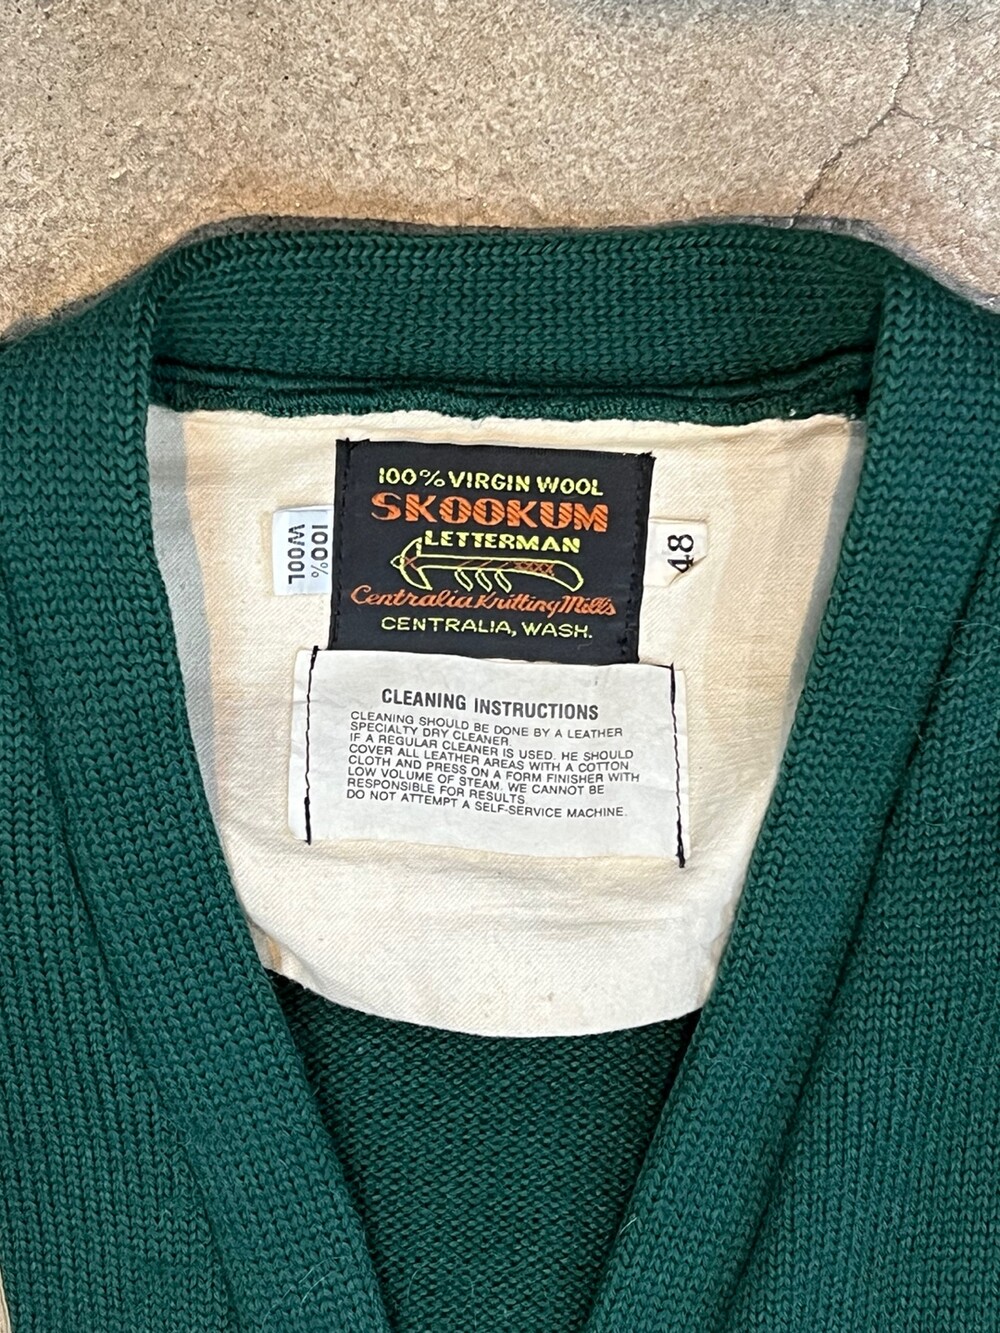 100% VIRGIN WOOL
SKOOKUM
LETTERMAN
Centralia Knitting Mills
CENTRALIA, WASH.
100%
WOOL
48
CLEANING INSTRUCTIONS
CLEANING SHOULD BE DONE BY A LEATHER
SPECIALTY DRY CLEANER.
IF A REGULAR CLEANER IS USED. HE SHOULD
COVER ALL LEATHER AREAS WITH A COTTON
CLOTH AND PRESS ON A FORM FINISHER WITH
LOW VOLUME OF STEAM. WE CANNOT BE
RESPONSIBLE FOR RESULTS
DO NOT ATTEMPT A SELF-SERVICE MACHINE.